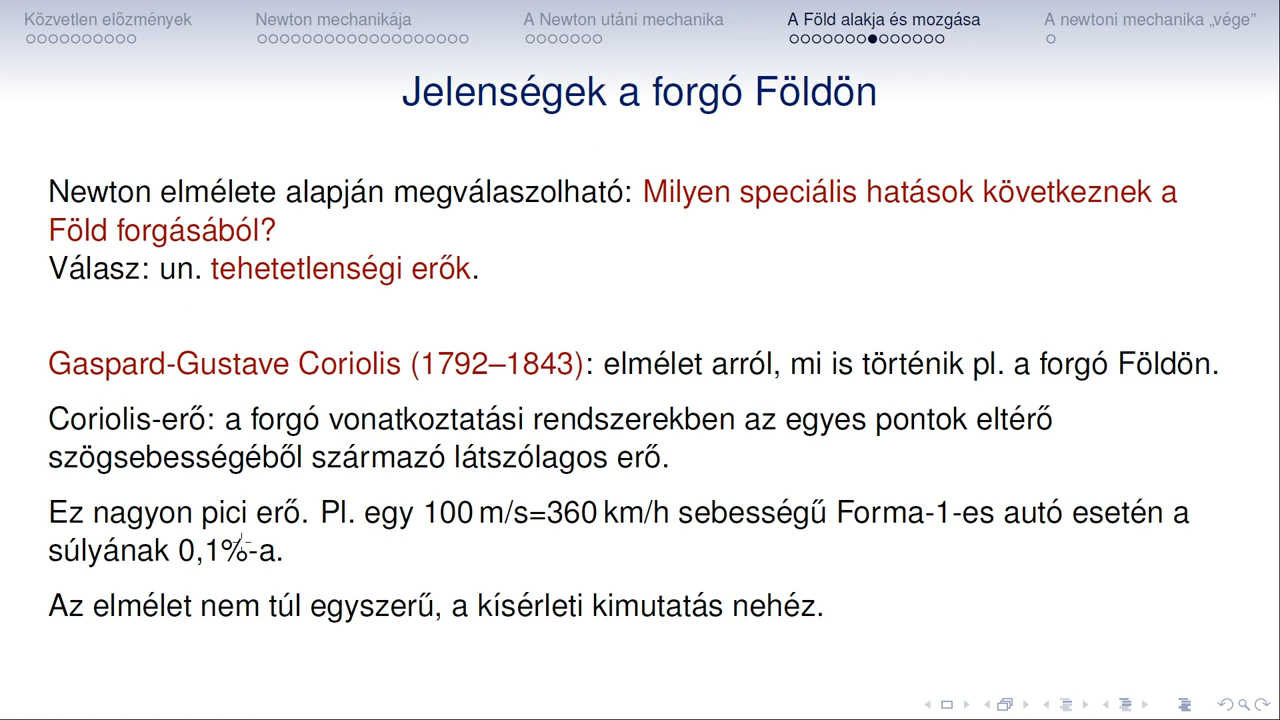 Közvetlen előzmények Newton mechanikája A Newton utáni mechanika A Föld alakja és mozgása A newtoni mechanika „vége”
Jelenségek a forgó Földön
Newton elmélete alapján megválaszolható: Milyen speciális hatások következnek a
Föld forgásából?
Válasz: un. tehetetlenségi erők.
Gaspard-Gustave Coriolis (1792–1843): elmélet arról, mi is történik pl. a forgó Földön.
Coriolis-erő: a forgó vonatkoztatási rendszerekben az egyes pontok eltérő
szögsebességéből származó látszólagos erő.
Ez nagyon pici erő. Pl. egy 100 m/s=360 km/h sebességű Forma-1-es autó esetén a
súlyának 0,1%-a.
Az elmélet nem túl egyszerű, a kísérleti kimutatás nehéz.